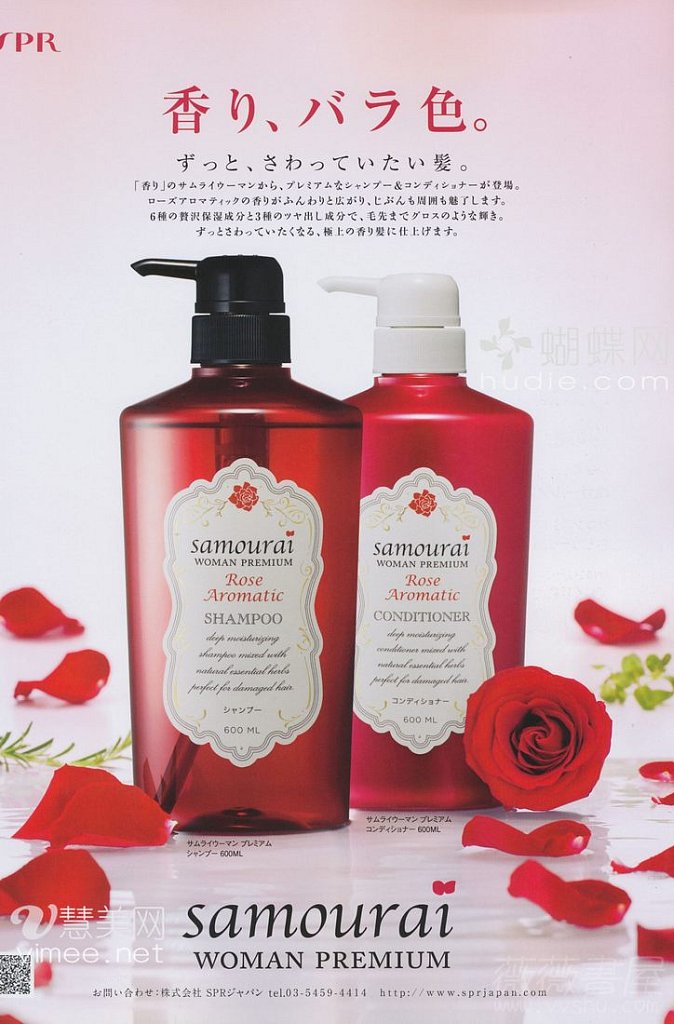 SPR
香り、バラ色。
ずっと、さわっていたい髪。
「香り」のサムライウーマンから、プレミアムなシャンプー＆コンディショナーが登場。
ローズアロマティックの香りがふんわりと広がり、じぶんも周囲も魅了します。
6種の贅沢保湿成分と3種のツヤ出し成分で、毛先までグロスのような輝き。
ずっとさわっていたくなる、極上の香り髪に仕上げます。
蝴蝶网
hudie.com
samourai
WOMAN PREMIUM
Rose
Aromatic
SHAMPOO
deep moisturizing
shampoo mixed with
natural essential herbs
perfect for damaged hair.
シャンプー
600 ML
samourai
WOMAN PREMIUM
Rose
Aromatic
CONDITIONER
deep moisturizing
conditioner mixed with
natural essential herbs
perfect for damaged hair.
コンディショナー
600 ML
サムライウーマン プレミアム
シャンプー 600ML
サムライウーマン プレミアム
コンディショナー 600ML
慧美网
vimee.net
samourai
WOMAN PREMIUM
お問い合わせ：株式会社 SPRジャパン tel.03-5459-4414 http://www.sprjapan.com